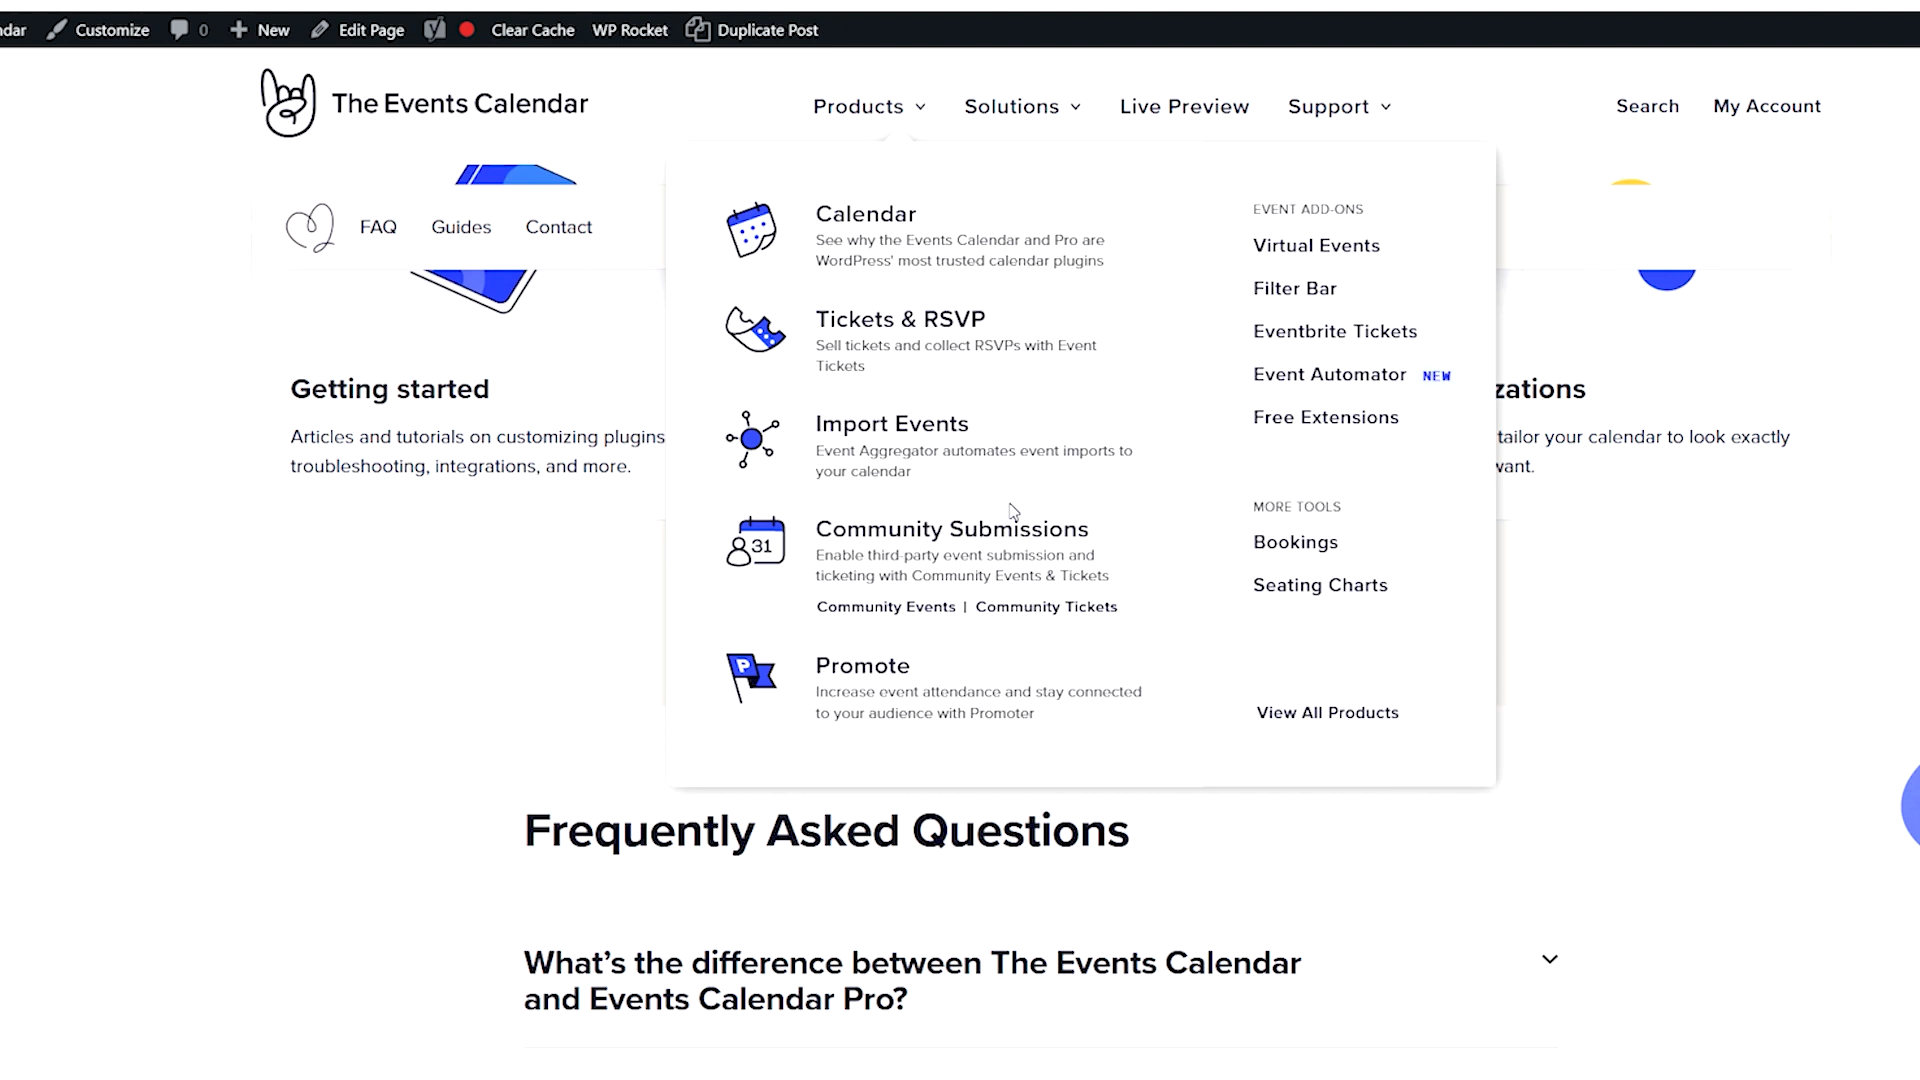 ndar Customize 0 New Edit Page Clear Cache WP Rocket Duplicate Post
The Events Calendar
Products Solutions Live Preview Support Search My Account
FAQ Guides Contact
Getting started
Articles and tutorials on customizing plugins
troubleshooting, integrations, and more.
Calendar
See why the Events Calendar and Pro are
WordPress' most trusted calendar plugins
Tickets & RSVP
Sell tickets and collect RSVPs with Event
Tickets
Import Events
Event Aggregator automates event imports to
your calendar
Community Submissions
31
Enable third-party event submission and
ticketing with Community Events & Tickets
Community Events | Community Tickets
P
Promote
Increase event attendance and stay connected
to your audience with Promoter
EVENT ADD-ONS
Virtual Events
Filter Bar
Eventbrite Tickets
Event Automator NEW
Free Extensions
MORE TOOLS
Bookings
Seating Charts
View All Products
zations
tailor your calendar to look exactly
want.
Frequently Asked Questions
What's the difference between The Events Calendar
and Events Calendar Pro?